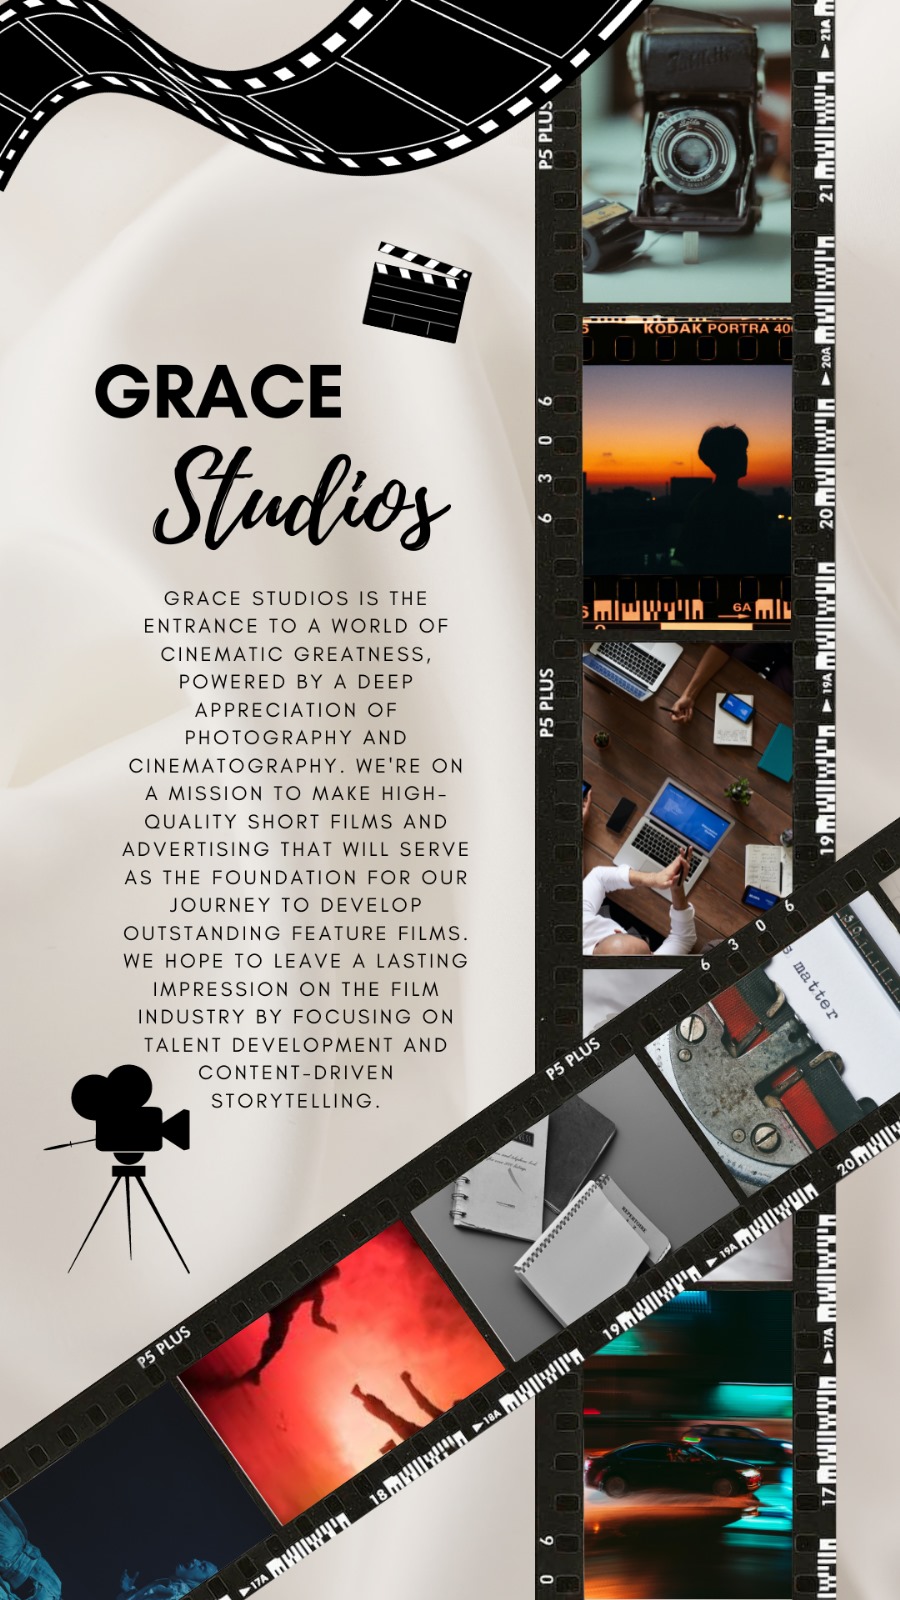 GRACE
Studios
GRACE STUDIOS IS THE
ENTRANCE TO A WORLD OF
CINEMATIC GREATNESS,
POWERED BY A DEEP
APPRECIATION OF
PHOTOGRAPHY AND
CINEMATOGRAPHY. WE'RE ON
A MISSION TO MAKE HIGH-
QUALITY SHORT FILMS AND
ADVERTISING THAT WILL SERVE
AS THE FOUNDATION FOR OUR
JOURNEY TO DEVELOP
OUTSTANDING FEATURE FILMS.
WE HOPE TO LEAVE A LASTING
IMPRESSION ON THE FILM
INDUSTRY BY FOCUSING ON
TALENT DEVELOPMENT AND
CONTENT-DRIVEN
STORYTELLING.
P5 PLUS
21A
21
KODAK PORTRA 400
20A
6 0 3 6
20
6A
P5 PLUS
19A
19
6 3 0 6
matter
P5 PLUS
20
REPERTOIRE
19A
19
P5 PLUS
18A
18
17A
17A
17
6 0